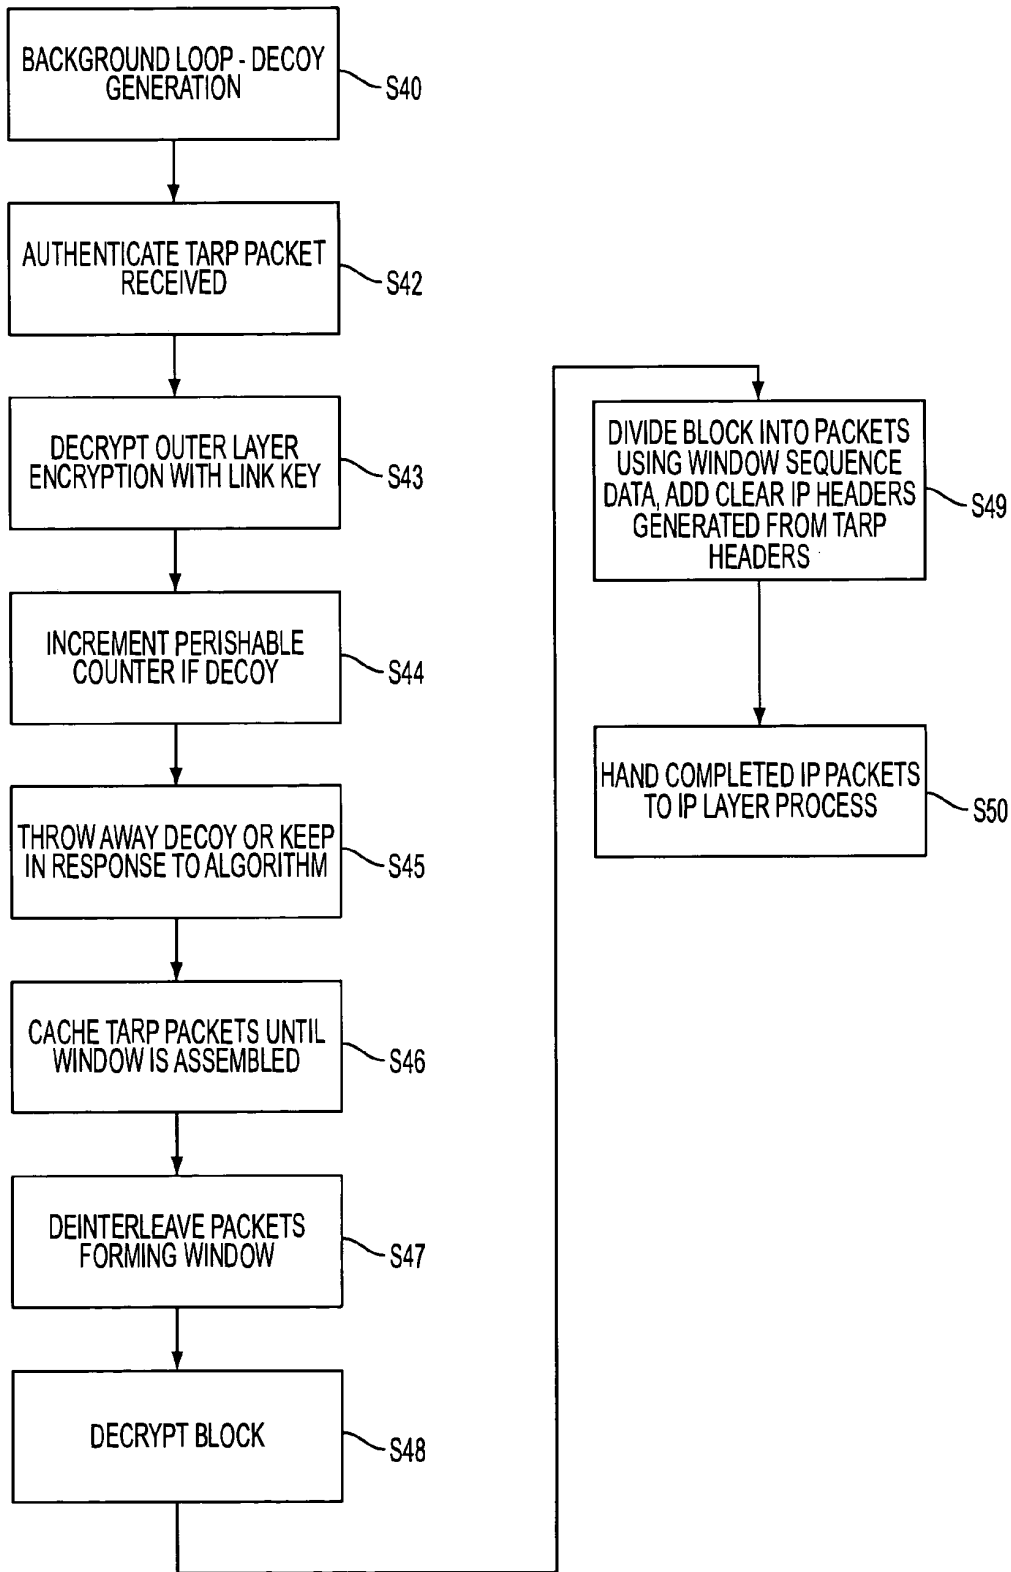 BACKGROUND LOOP - DECOY
GENERATION
S40
AUTHENTICATE TARP PACKET
RECEIVED
S42
DECRYPT OUTER LAYER
ENCRYPTION WITH LINK KEY
S43
INCREMENT PERISHABLE
COUNTER IF DECOY
S44
THROW AWAY DECOY OR KEEP
IN RESPONSE TO ALGORITHM
S45
CACHE TARP PACKETS UNTIL
WINDOW IS ASSEMBLED
S46
DEINTERLEAVE PACKETS
FORMING WINDOW
S47
DECRYPT BLOCK
S48
DIVIDE BLOCK INTO PACKETS
USING WINDOW SEQUENCE
DATA, ADD CLEAR IP HEADERS
GENERATED FROM TARP
HEADERS
S49
HAND COMPLETED IP PACKETS
TO IP LAYER PROCESS
S50